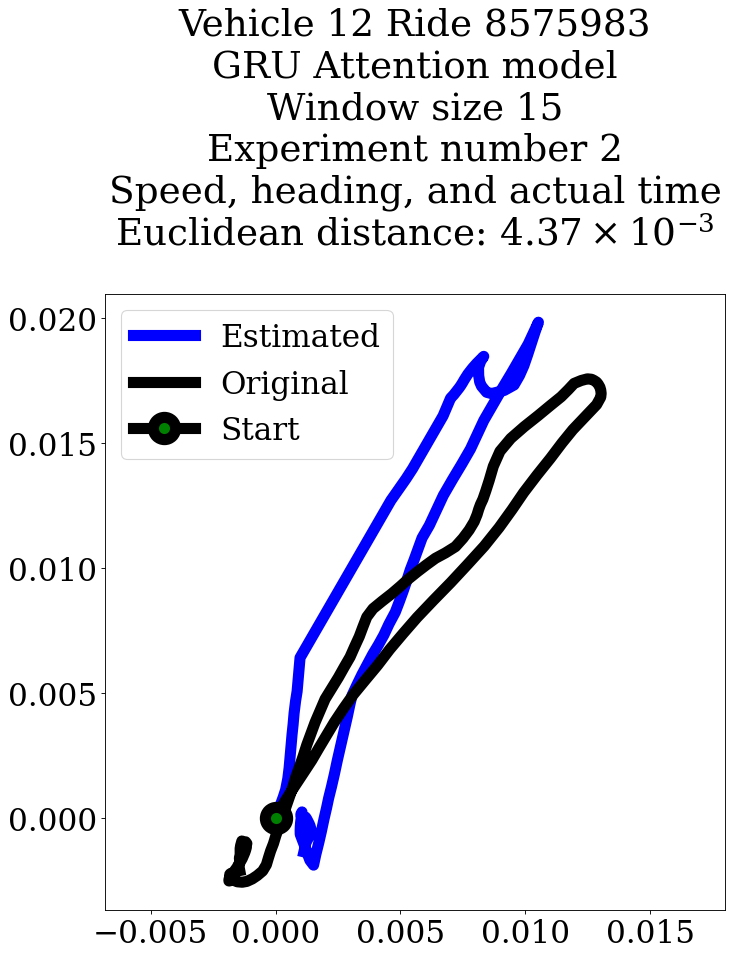 Vehicle 12 Ride 8575983
GRU Attention model
Window size 15
Experiment number 2
Speed, heading, and actual time
Euclidean distance: 4.37 × 10⁻³
Estimated
Original
Start
0.020
0.015
0.010
0.005
0.000
−0.005 0.000 0.005 0.010 0.015